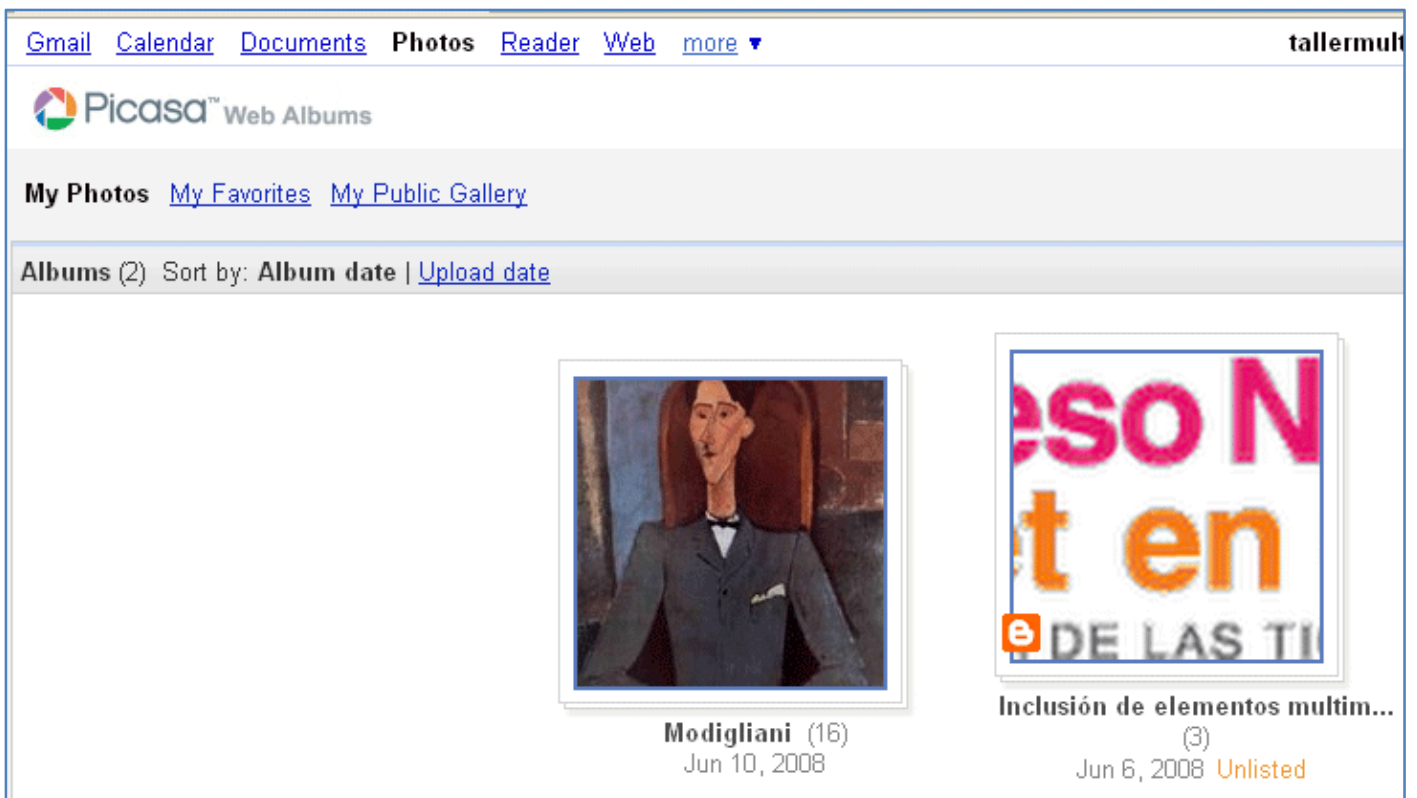 Gmail Calendar Documents Photos Reader Web more ▼ tallermult
Picasa™ Web Albums
My Photos My Favorites My Public Gallery
Albums (2) Sort by: Album date | Upload date
eso N
t en
DE LAS TI
Modigliani (16)
Jun 10, 2008
Inclusión de elementos multim...
(3)
Jun 6, 2008 Unlisted